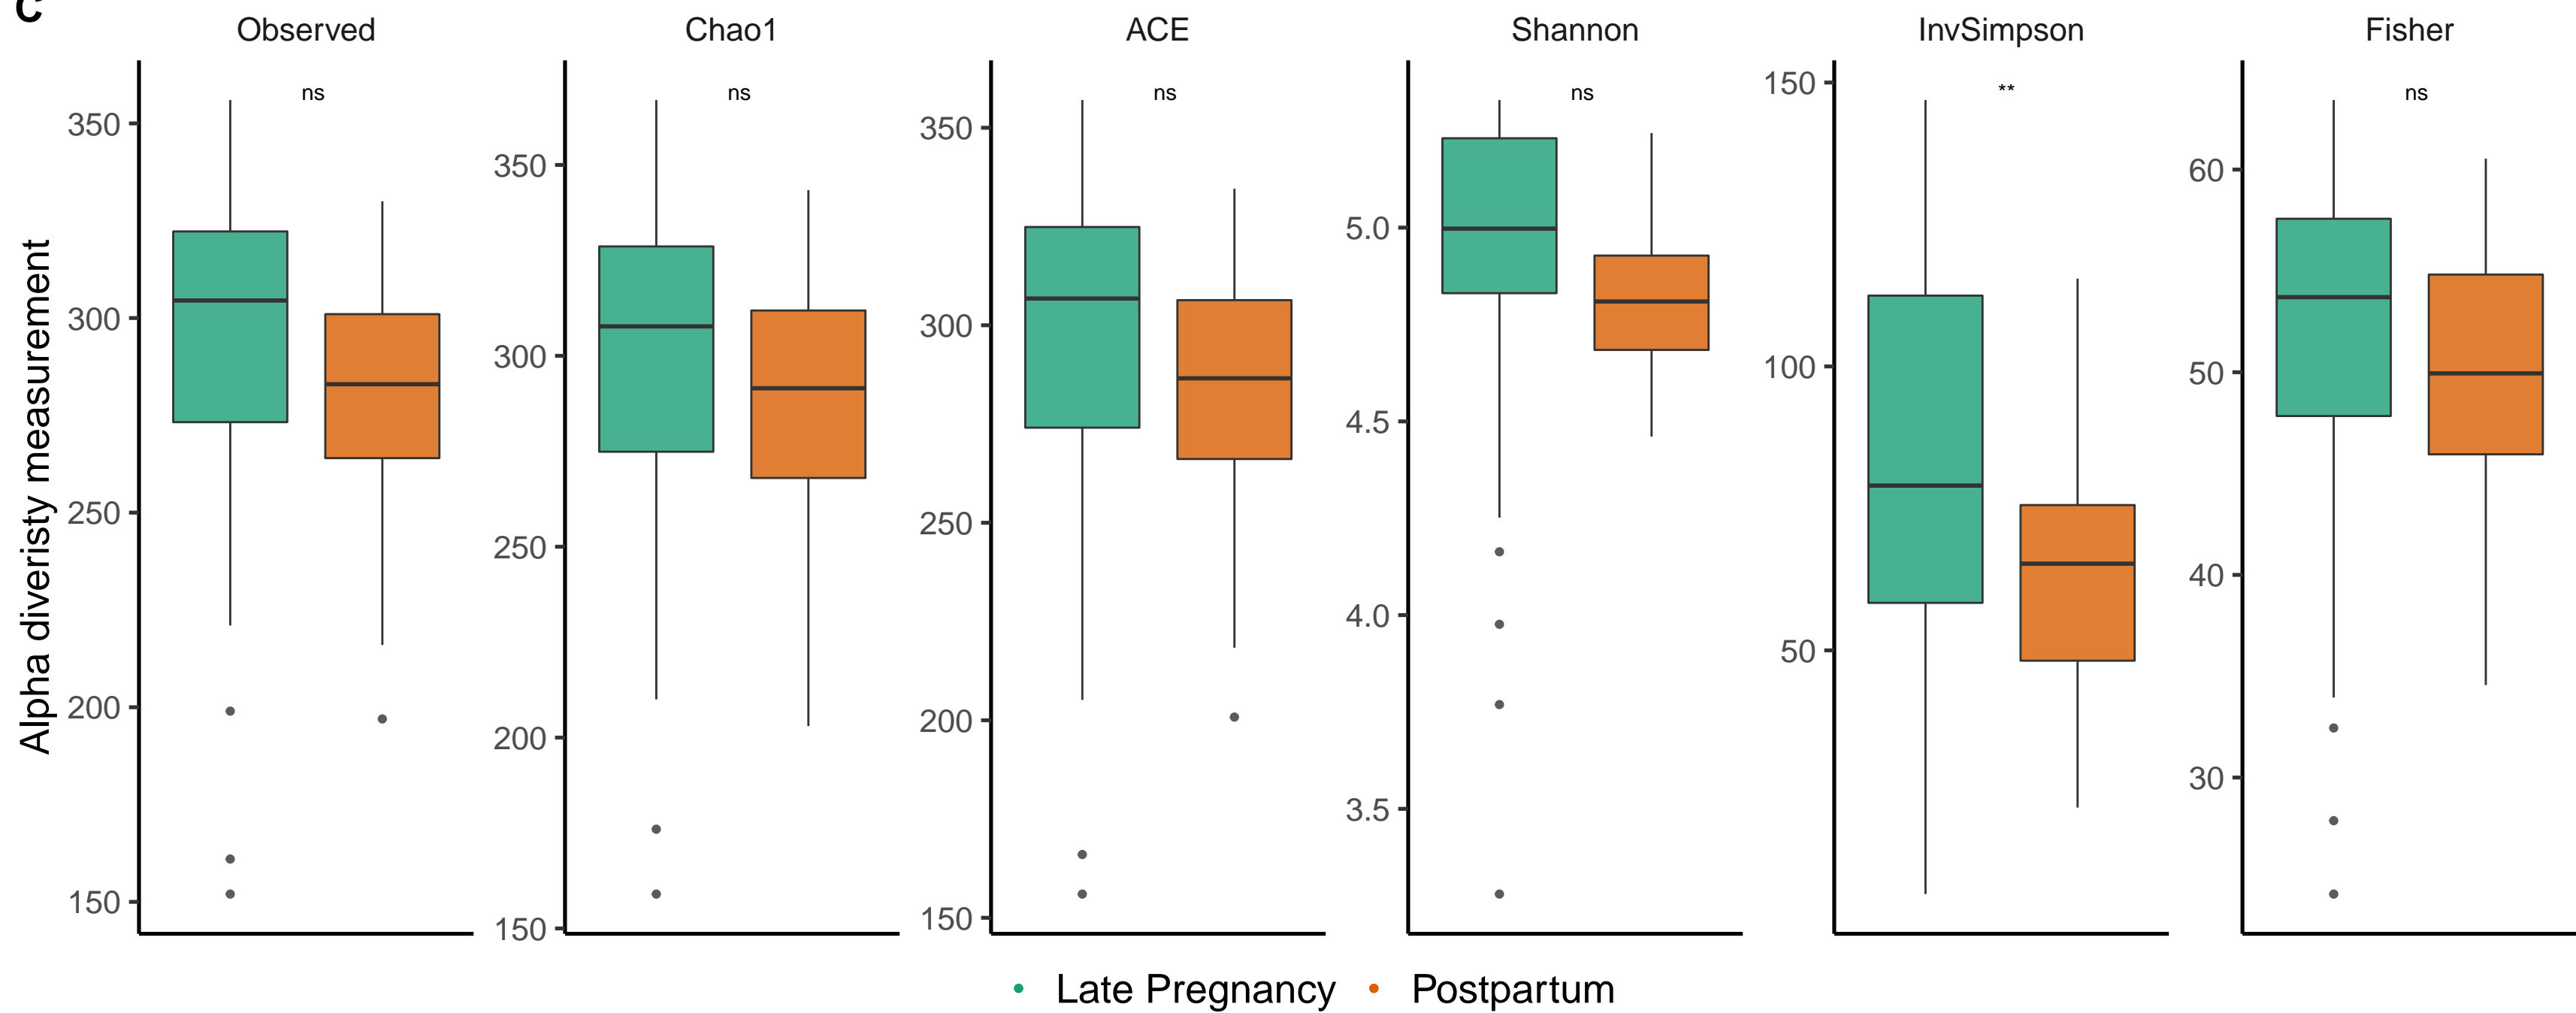 C
Observed
Chao1
ACE
Shannon
InvSimpson
Fisher
Alpha diveristy measurement
350
300
250
200
150
ns
350
300
250
200
150
ns
350
300
250
200
150
ns
5.0
4.5
4.0
3.5
ns
150
100
50
**
60
50
40
30
ns
Late Pregnancy
Postpartum